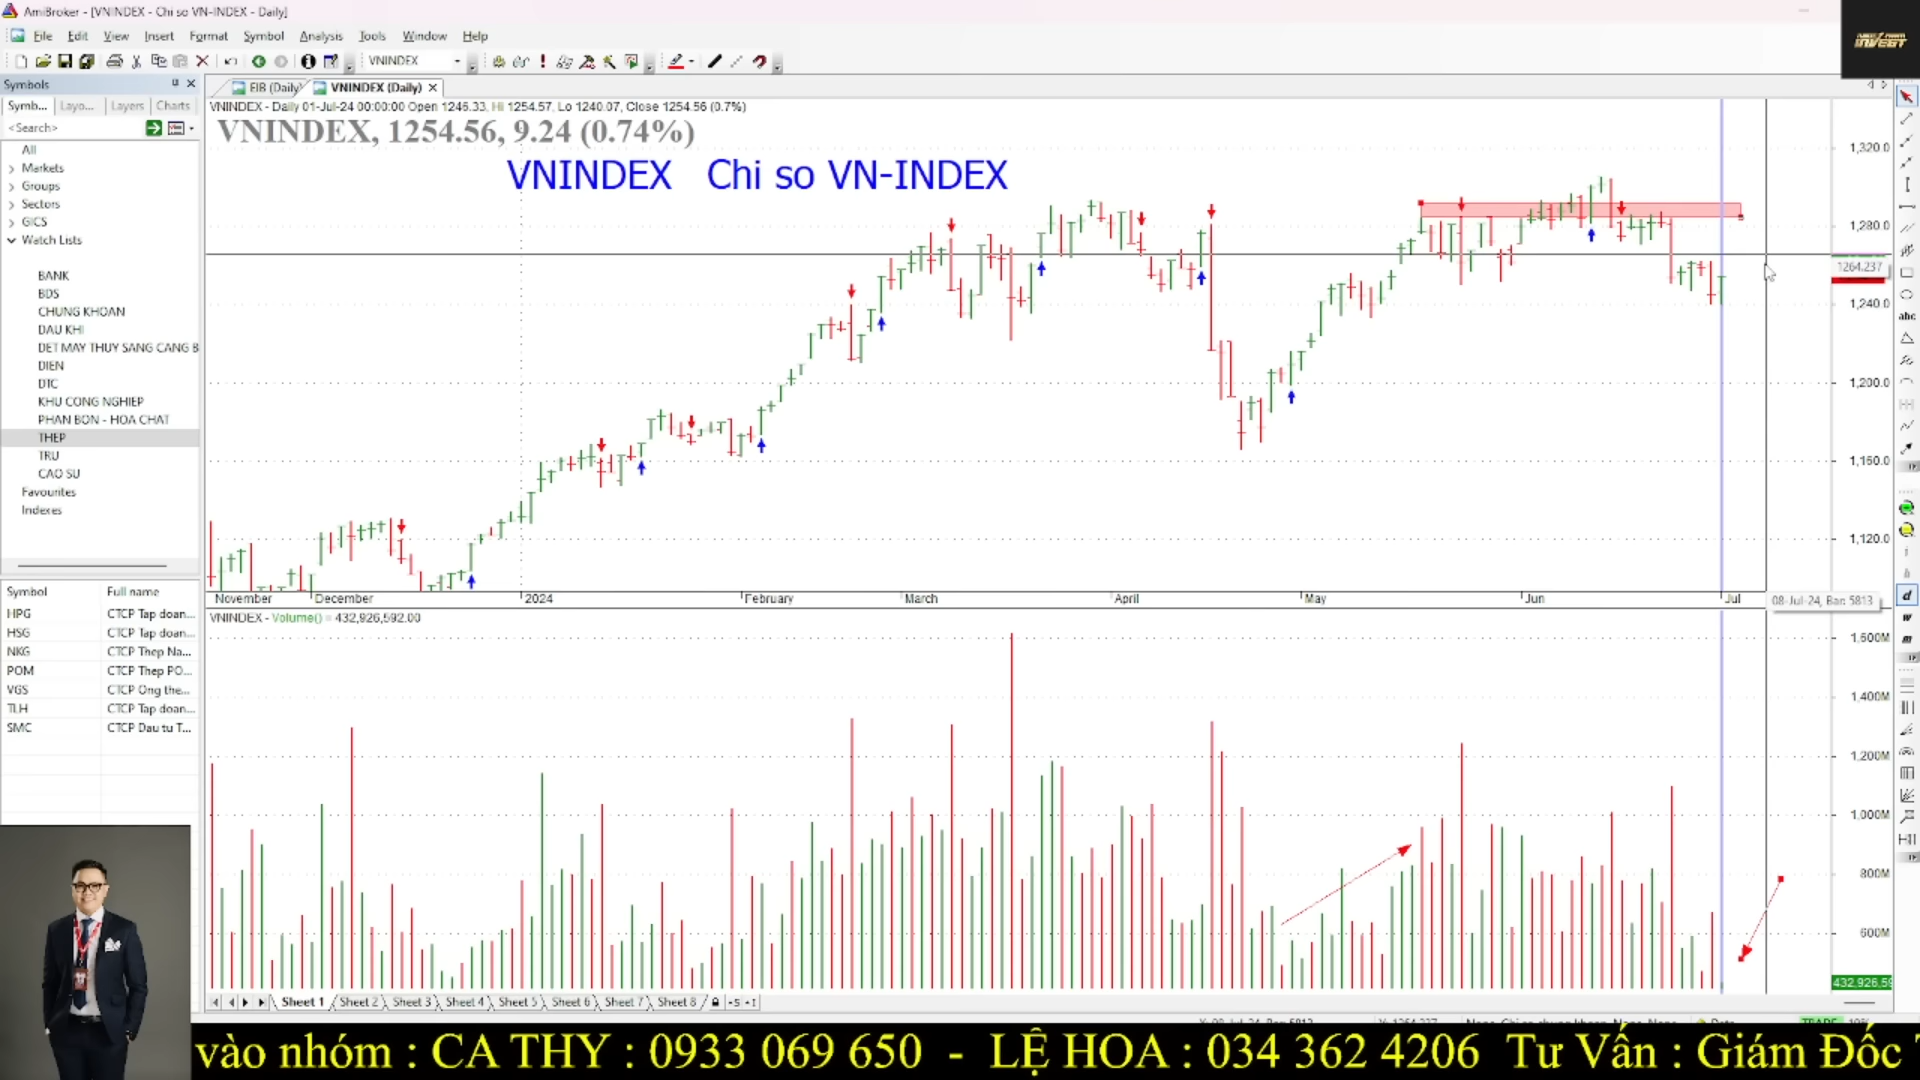 AmiBroker - [VNINDEX - Chi so VN-INDEX - Daily]
File Edit View Insert Format Symbol Analysis Tools Window Help
VNINDEX
Symbols
EIB (Daily) VNINDEX (Daily)
Symb... Layo... Layers Charts
VNINDEX - Daily 01-Jul-24 00:00:00 Open 1246.33, Hi 1254.57, Lo 1240.07, Close 1254.56 (0.7%)
<Search>
VNINDEX, 1254.56, 9.24 (0.74%)
VNINDEX Chi so VN-INDEX
All
Markets
Groups
Sectors
GICS
Watch Lists
BANK
BDS
CHUNG KHOAN
DAU KHI
DET MAY THUY SANG CANG B
DIEN
DTC
KHU CONG NGHIEP
PHAN BON - HOA CHAT
THEP
TRU
CAO SU
Favourites
Indexes
1,320.0
1,280.0
1264.237
1,240.0
1,200.0
1,160.0
1,120.0
November December 2024 February March April May Jun Jul
08-Jul-24, Bar: 5813
Symbol Full name
HPG CTCP Tap doan...
HSG CTCP Tap doan...
NKG CTCP Thep Na...
POM CTCP Thep PO...
VGS CTCP Ong the...
TLH CTCP Tap doan...
SMC CTCP Dau tu T...
VNINDEX - Volume() = 432,926,592.00
1,600M
1,400M
1,200M
1,000M
800M
600M
432,926,59
abc
d
w
m
Sheet 1 Sheet 2 Sheet 3 Sheet 4 Sheet 5 Sheet 6 Sheet 7 Sheet 8
vào nhóm : CA THY : 0933 069 650 - LỆ HOA : 034 362 4206 Tư Vấn : Giám Đốc